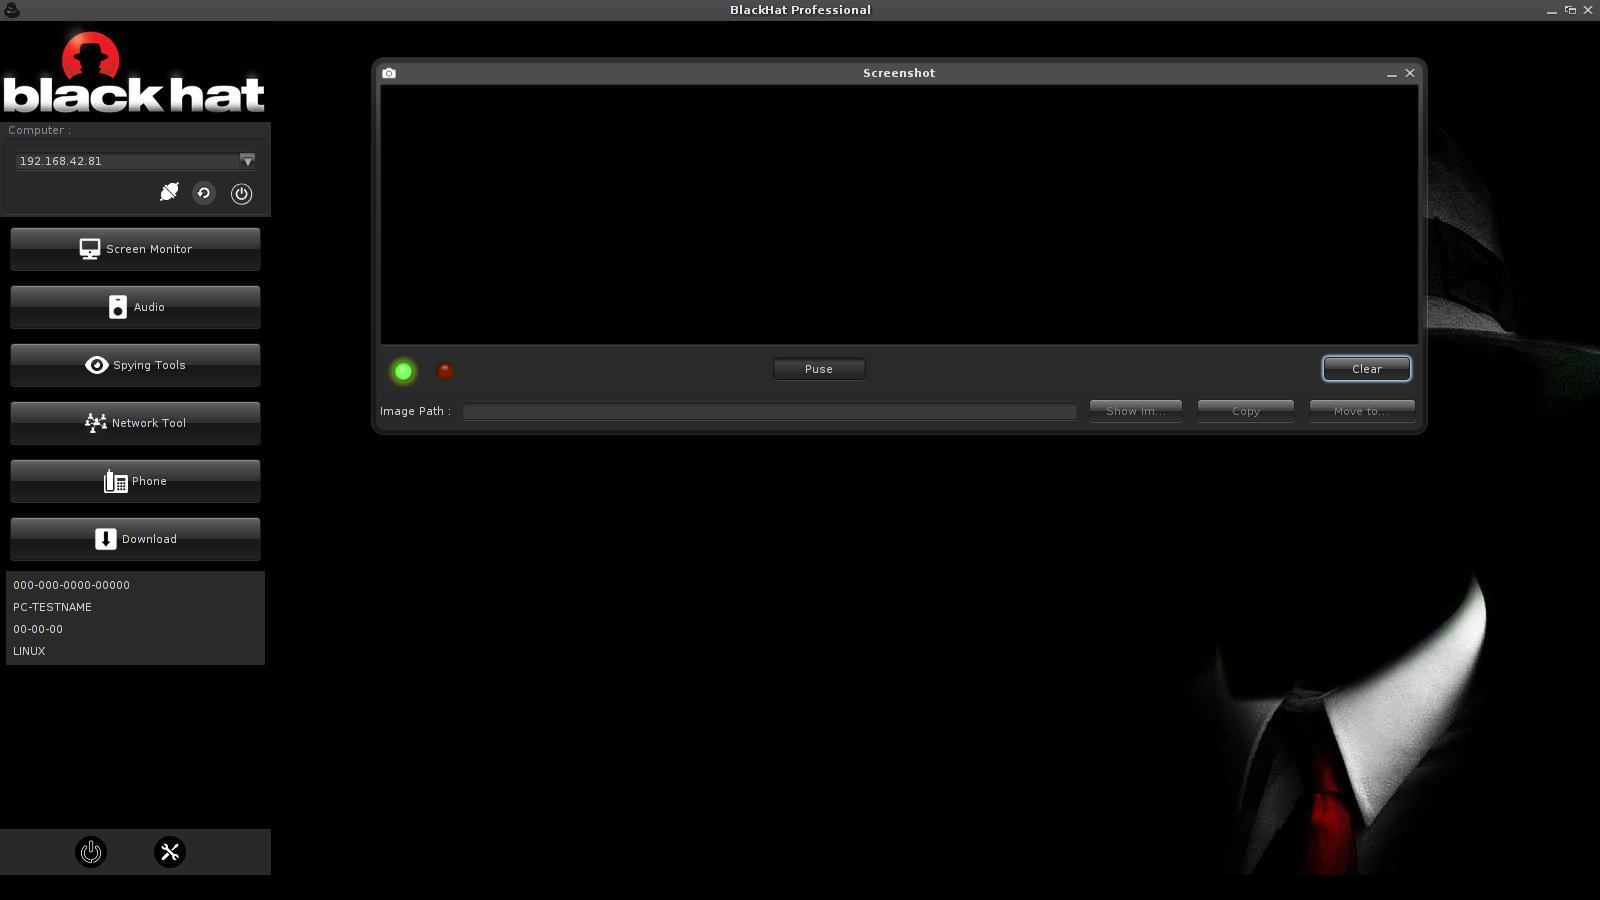 BlackHat Professional
black hat
Computer :
192.168.42.81
Screen Monitor
Audio
Spying Tools
Network Tool
Phone
Download
000-000-0000-00000
PC-TESTNAME
00-00-00
LINUX
Screenshot
Puse
Clear
Image Path :
Show Im...
Copy
Move to...